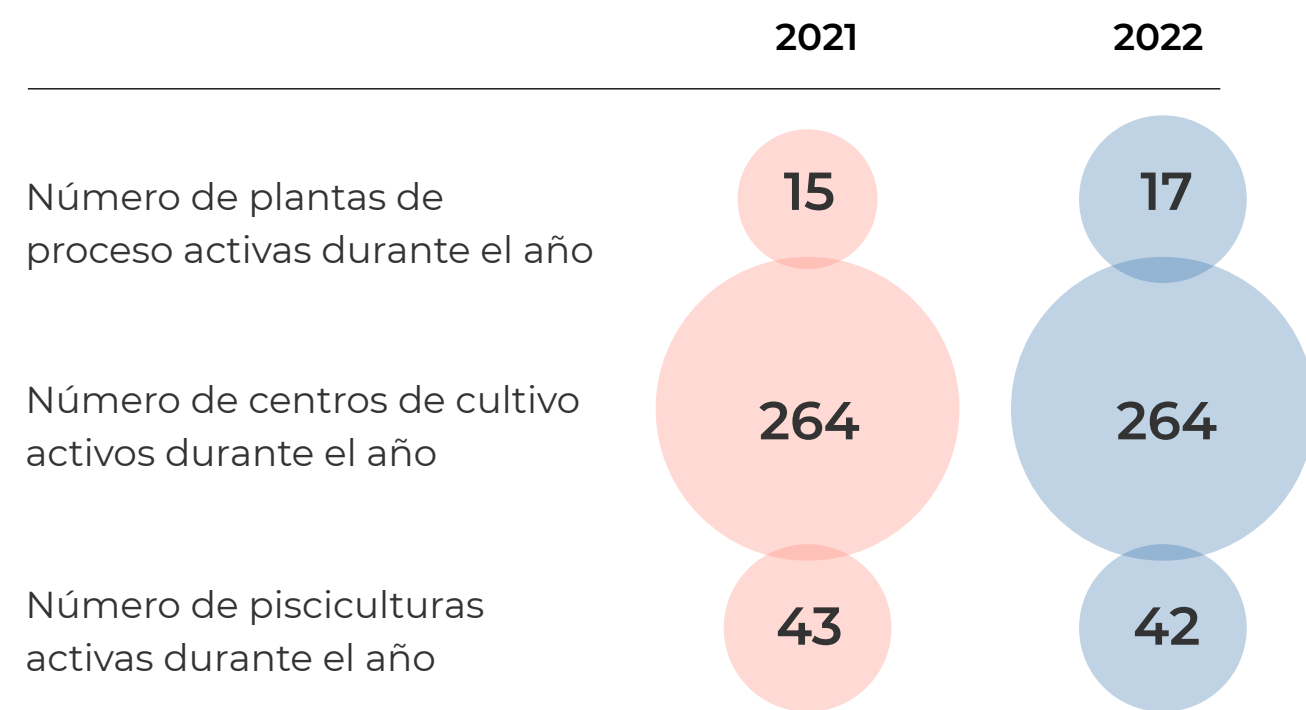 2021 2022
Número de plantas de
proceso activas durante el año
15 17
Número de centros de cultivo
activos durante el año
264 264
Número de pisciculturas
activas durante el año
43 42